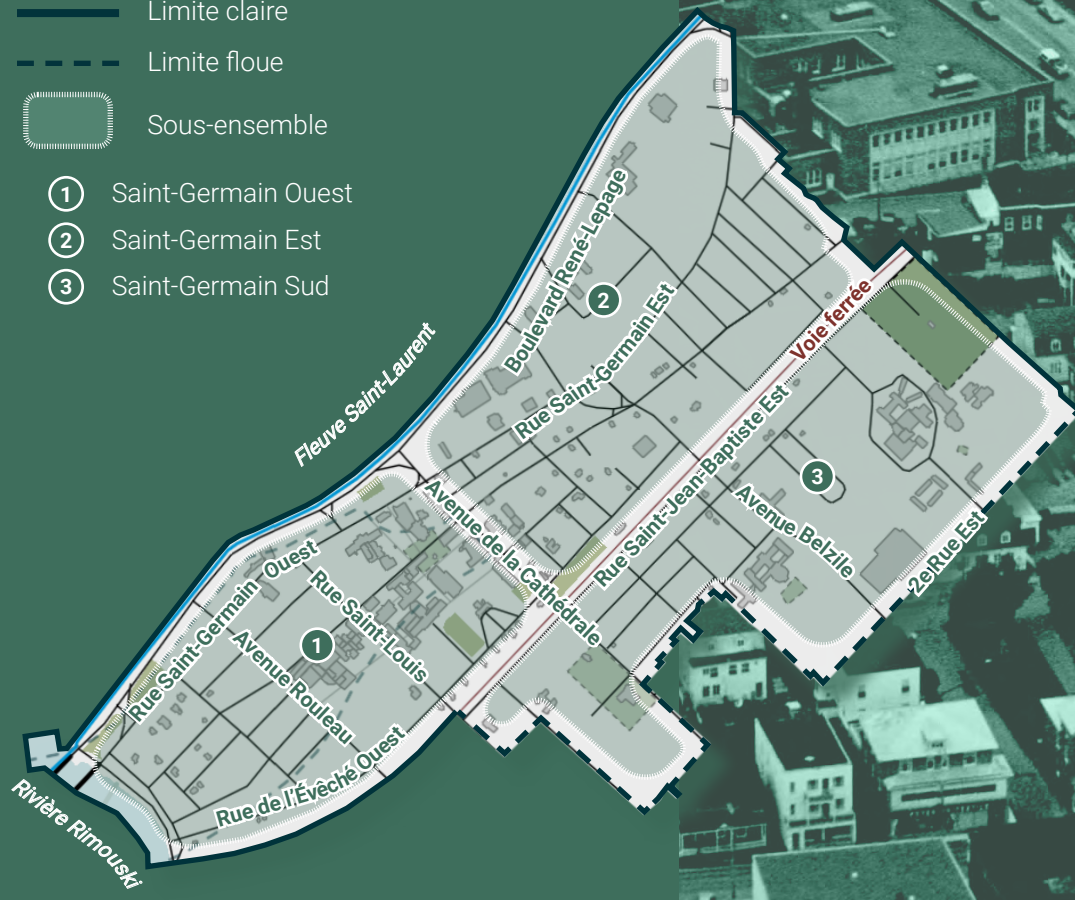 Limite claire
Limite floue
Sous-ensemble
1 Saint-Germain Ouest
2 Saint-Germain Est
3 Saint-Germain Sud
Boulevard René-Lepage
2
Rue Saint-Germain Est
Voie ferrée
Fleuve Saint-Laurent
Rue Saint-Jean-Baptiste Est
3
Avenue Belzile
Avenue de la Cathédrale
2e Rue Est
Rue Saint-Germain Ouest
Rue Saint-Louis
1
Avenue Rouleau
Rue de l'Évêché Ouest
Rivière Rimouski